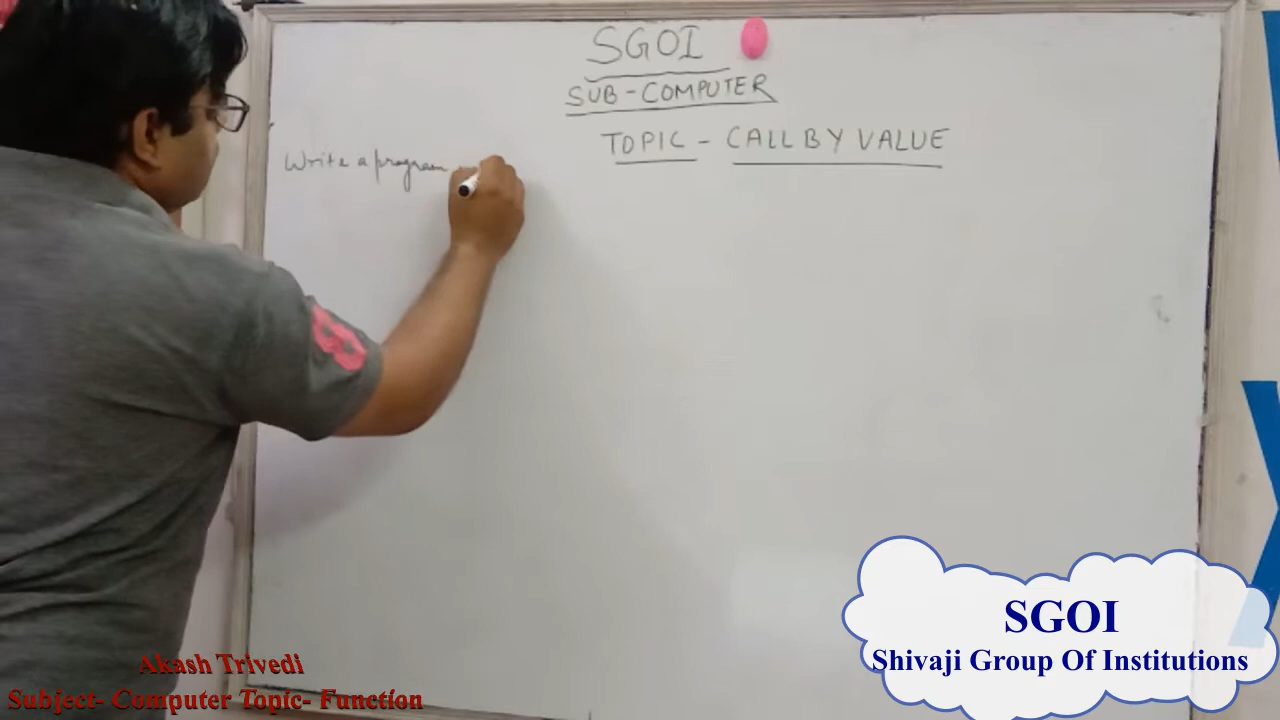 SGOI
SUB-COMPUTER
TOPIC - CALL BY VALUE
Write a program
SGOI
Shivaji Group Of Institutions
Akash Trivedi
Subject- Computer Topic- Function